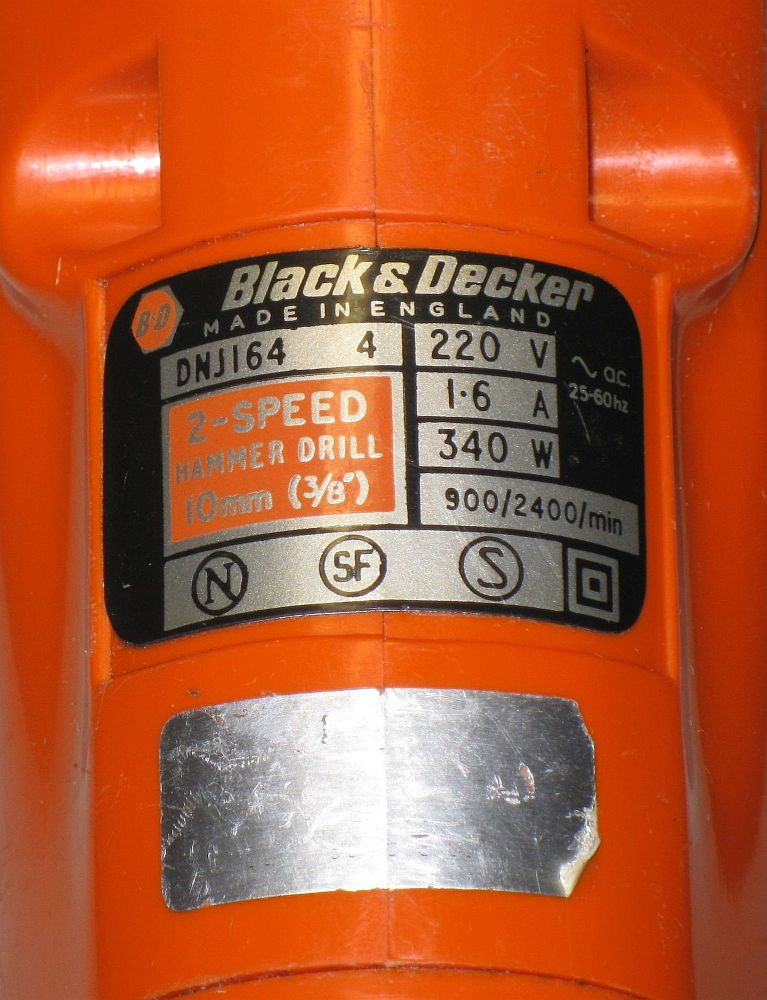 B·D
Black & Decker
MADE IN ENGLAND
DNJ164 4
220 V
~ a.c.
25-60hz
1·6 A
340 W
2-SPEED
HAMMER DRILL
10mm (3/8")
900/2400/min
N SF S